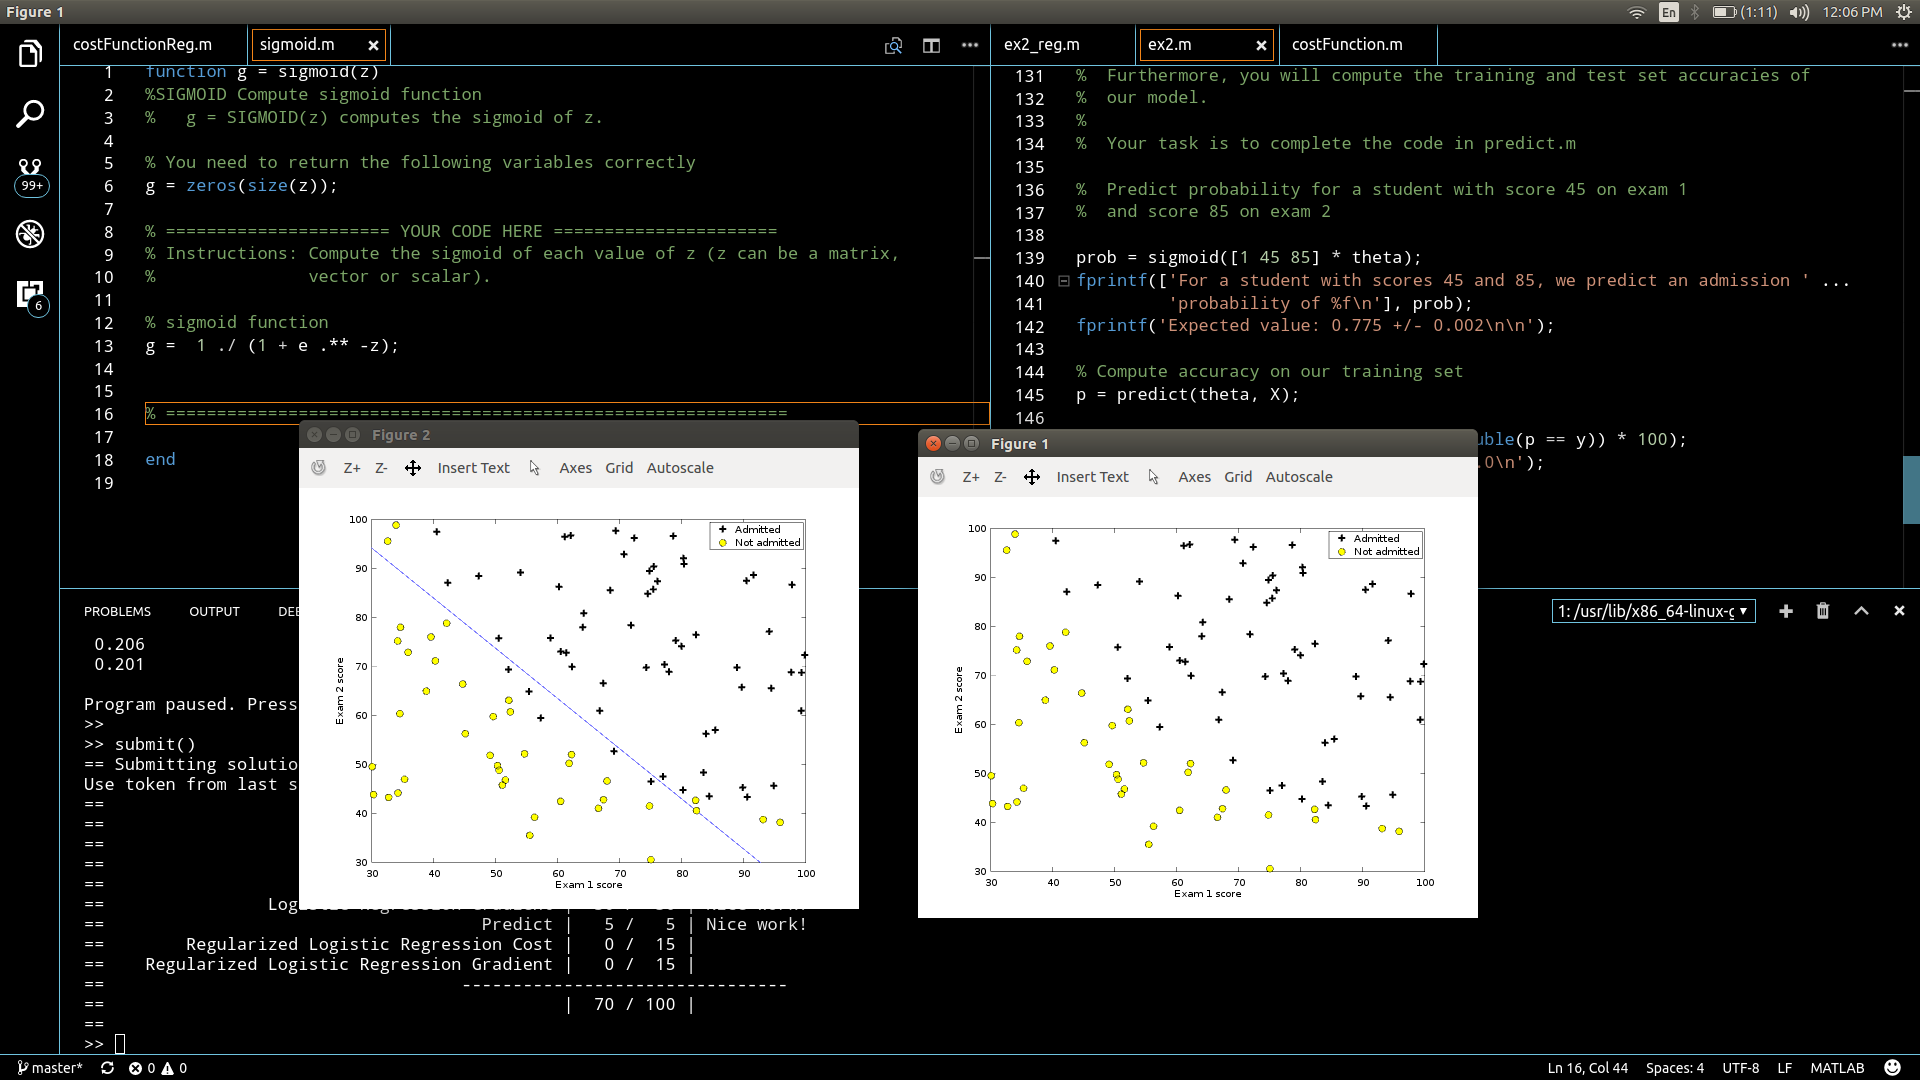 Figure 1
En
(1:11)
12:06 PM
costFunctionReg.m
sigmoid.m
1 function g = sigmoid(z)
2 %SIGMOID Compute sigmoid function
3 %   g = SIGMOID(z) computes the sigmoid of z.
4
5 % You need to return the following variables correctly
6 g = zeros(size(z));
7
8 % ====================== YOUR CODE HERE ======================
9 % Instructions: Compute the sigmoid of each value of z (z can be a matrix,
10 %               vector or scalar).
11
12 % sigmoid function
13 g =  1 ./ (1 + e .** -z);
14
15
16 % =============================================================
17
18 end
19
ex2_reg.m
ex2.m
costFunction.m
131 %  Furthermore, you will compute the training and test set accuracies of
132 %  our model.
133 %
134 %  Your task is to complete the code in predict.m
135
136 %  Predict probability for a student with score 45 on exam 1
137 %  and score 85 on exam 2
138
139 prob = sigmoid([1 45 85] * theta);
140 fprintf(['For a student with scores 45 and 85, we predict an admission ' ...
141          'probability of %f\n'], prob);
142 fprintf('Expected value: 0.775 +/- 0.002\n\n');
143
144 % Compute accuracy on our training set
145 p = predict(theta, X);
146
uble(p == y)) * 100);
.0\n');
99+
6
Figure 2
Z+ Z- Insert Text Axes Grid Autoscale
Admitted
Not admitted
100
90
80
70
60
50
40
30
Exam 2 score
30 40 50 60 70 80 90 100
Exam 1 score
Figure 1
Z+ Z- Insert Text Axes Grid Autoscale
Admitted
Not admitted
100
90
80
70
60
50
40
30
Exam 2 score
30 40 50 60 70 80 90 100
Exam 1 score
PROBLEMS OUTPUT DEB
1: /usr/lib/x86_64-linux-g
0.206
0.201
Program paused. Press
>>
>> submit()
== Submitting solutio
Use token from last s
==
==
==
==
==
== Logistic Regression Gradient |  30 /  30 | Nice work!
== Predict |   5 /   5 | Nice work!
== Regularized Logistic Regression Cost |   0 /  15 |
== Regularized Logistic Regression Gradient |   0 /  15 |
== --------------------------------
== |  70 / 100 |
==
>>
master*
0
0
Ln 16, Col 44
Spaces: 4
UTF-8
LF
MATLAB